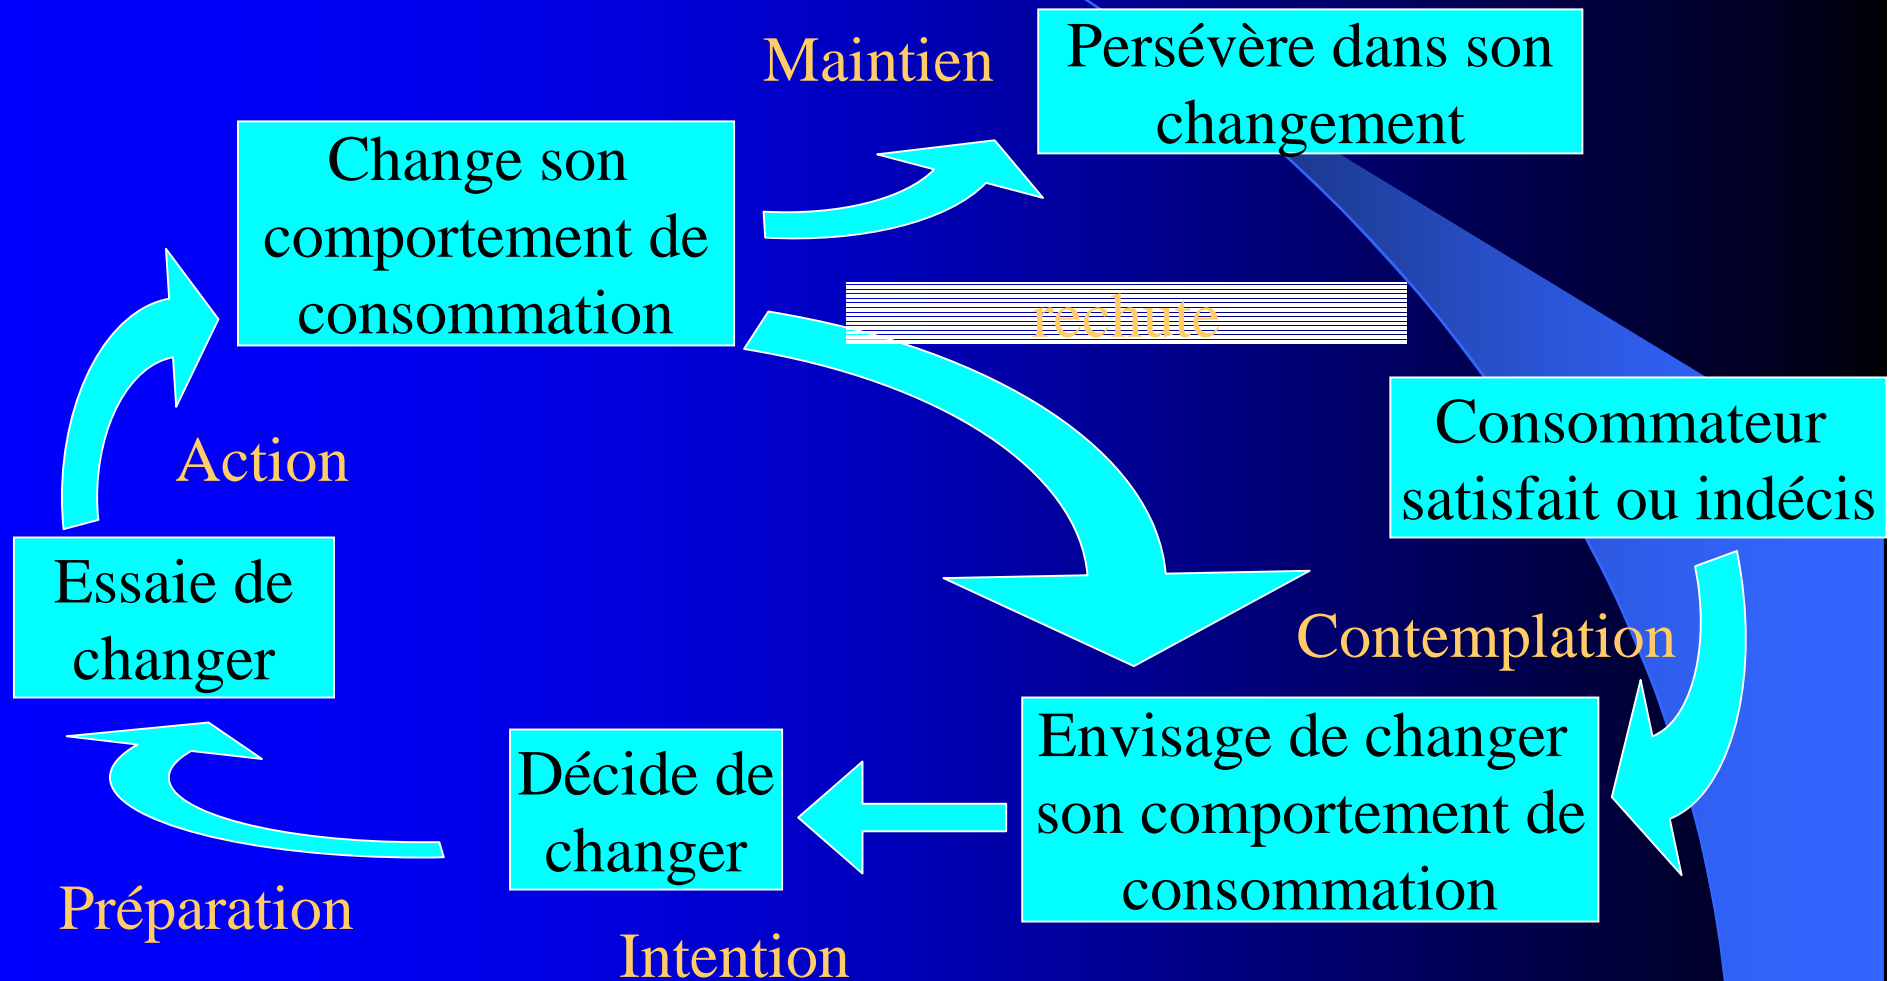 Maintien
Persévère dans son
changement
Change son
comportement de
consommation
rechute
Consommateur
satisfait ou indécis
Action
Essaie de
changer
Contemplation
Envisage de changer
son comportement de
consommation
Décide de
changer
Préparation
Intention